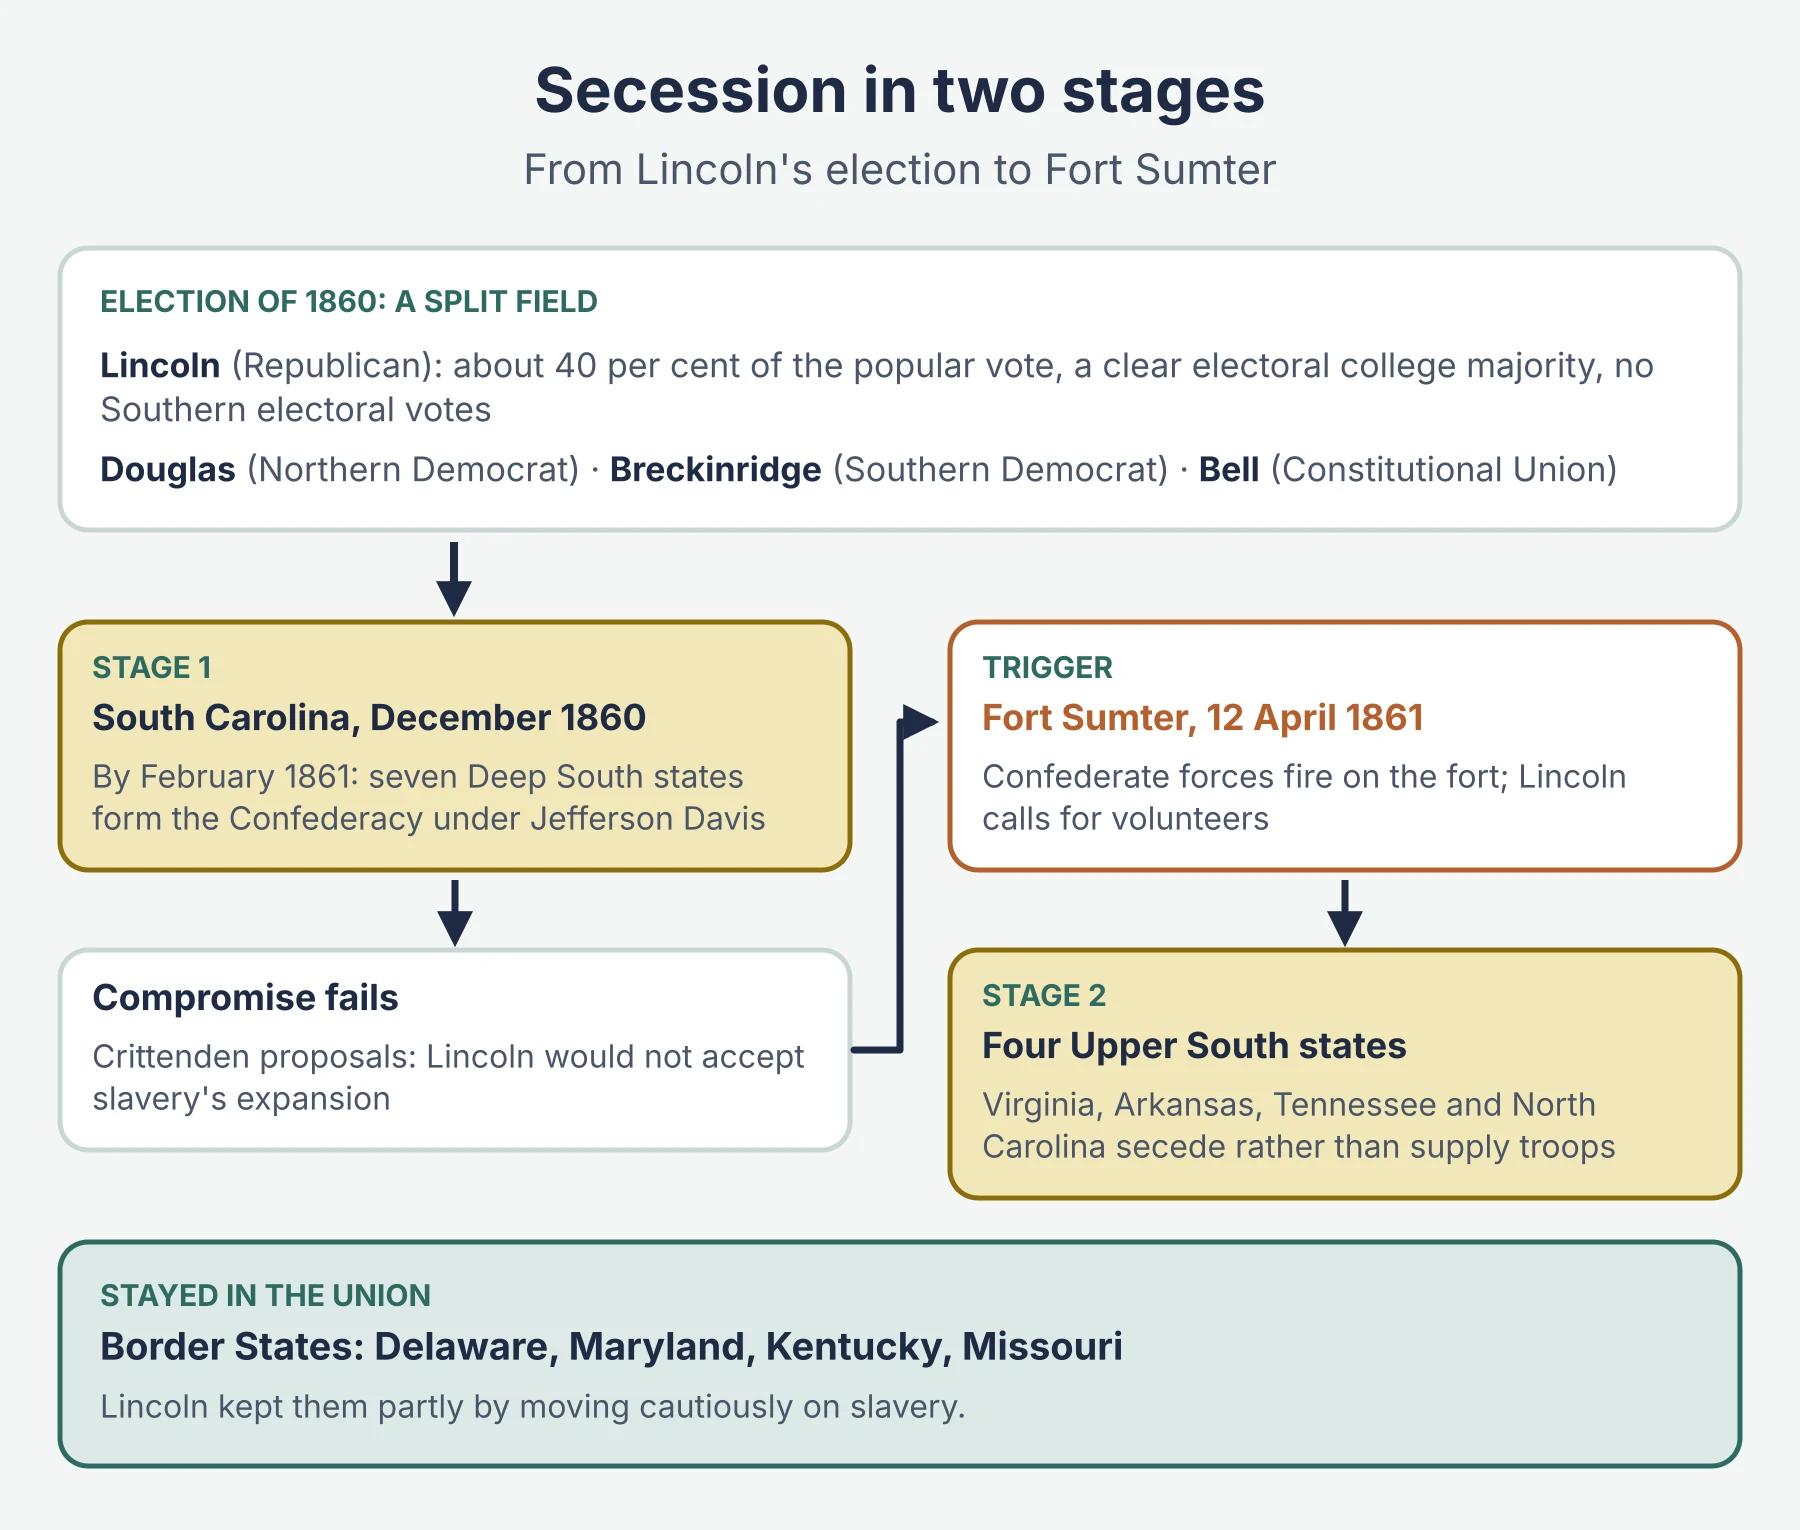 Secession in two stages
From Lincoln's election to Fort Sumter
ELECTION OF 1860: A SPLIT FIELD
Lincoln (Republican): about 40 per cent of the popular vote, a clear electoral college majority, no
Southern electoral votes
Douglas (Northern Democrat) · Breckinridge (Southern Democrat) · Bell (Constitutional Union)
STAGE 1
South Carolina, December 1860
By February 1861: seven Deep South states
form the Confederacy under Jefferson Davis
Compromise fails
Crittenden proposals: Lincoln would not accept
slavery's expansion
TRIGGER
Fort Sumter, 12 April 1861
Confederate forces fire on the fort; Lincoln
calls for volunteers
STAGE 2
Four Upper South states
Virginia, Arkansas, Tennessee and North
Carolina secede rather than supply troops
STAYED IN THE UNION
Border States: Delaware, Maryland, Kentucky, Missouri
Lincoln kept them partly by moving cautiously on slavery.